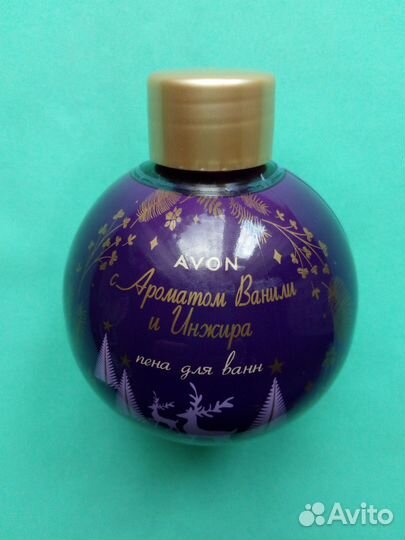 AVON
с Ароматом Ванили
и Инжира
пена для ванн
Avito